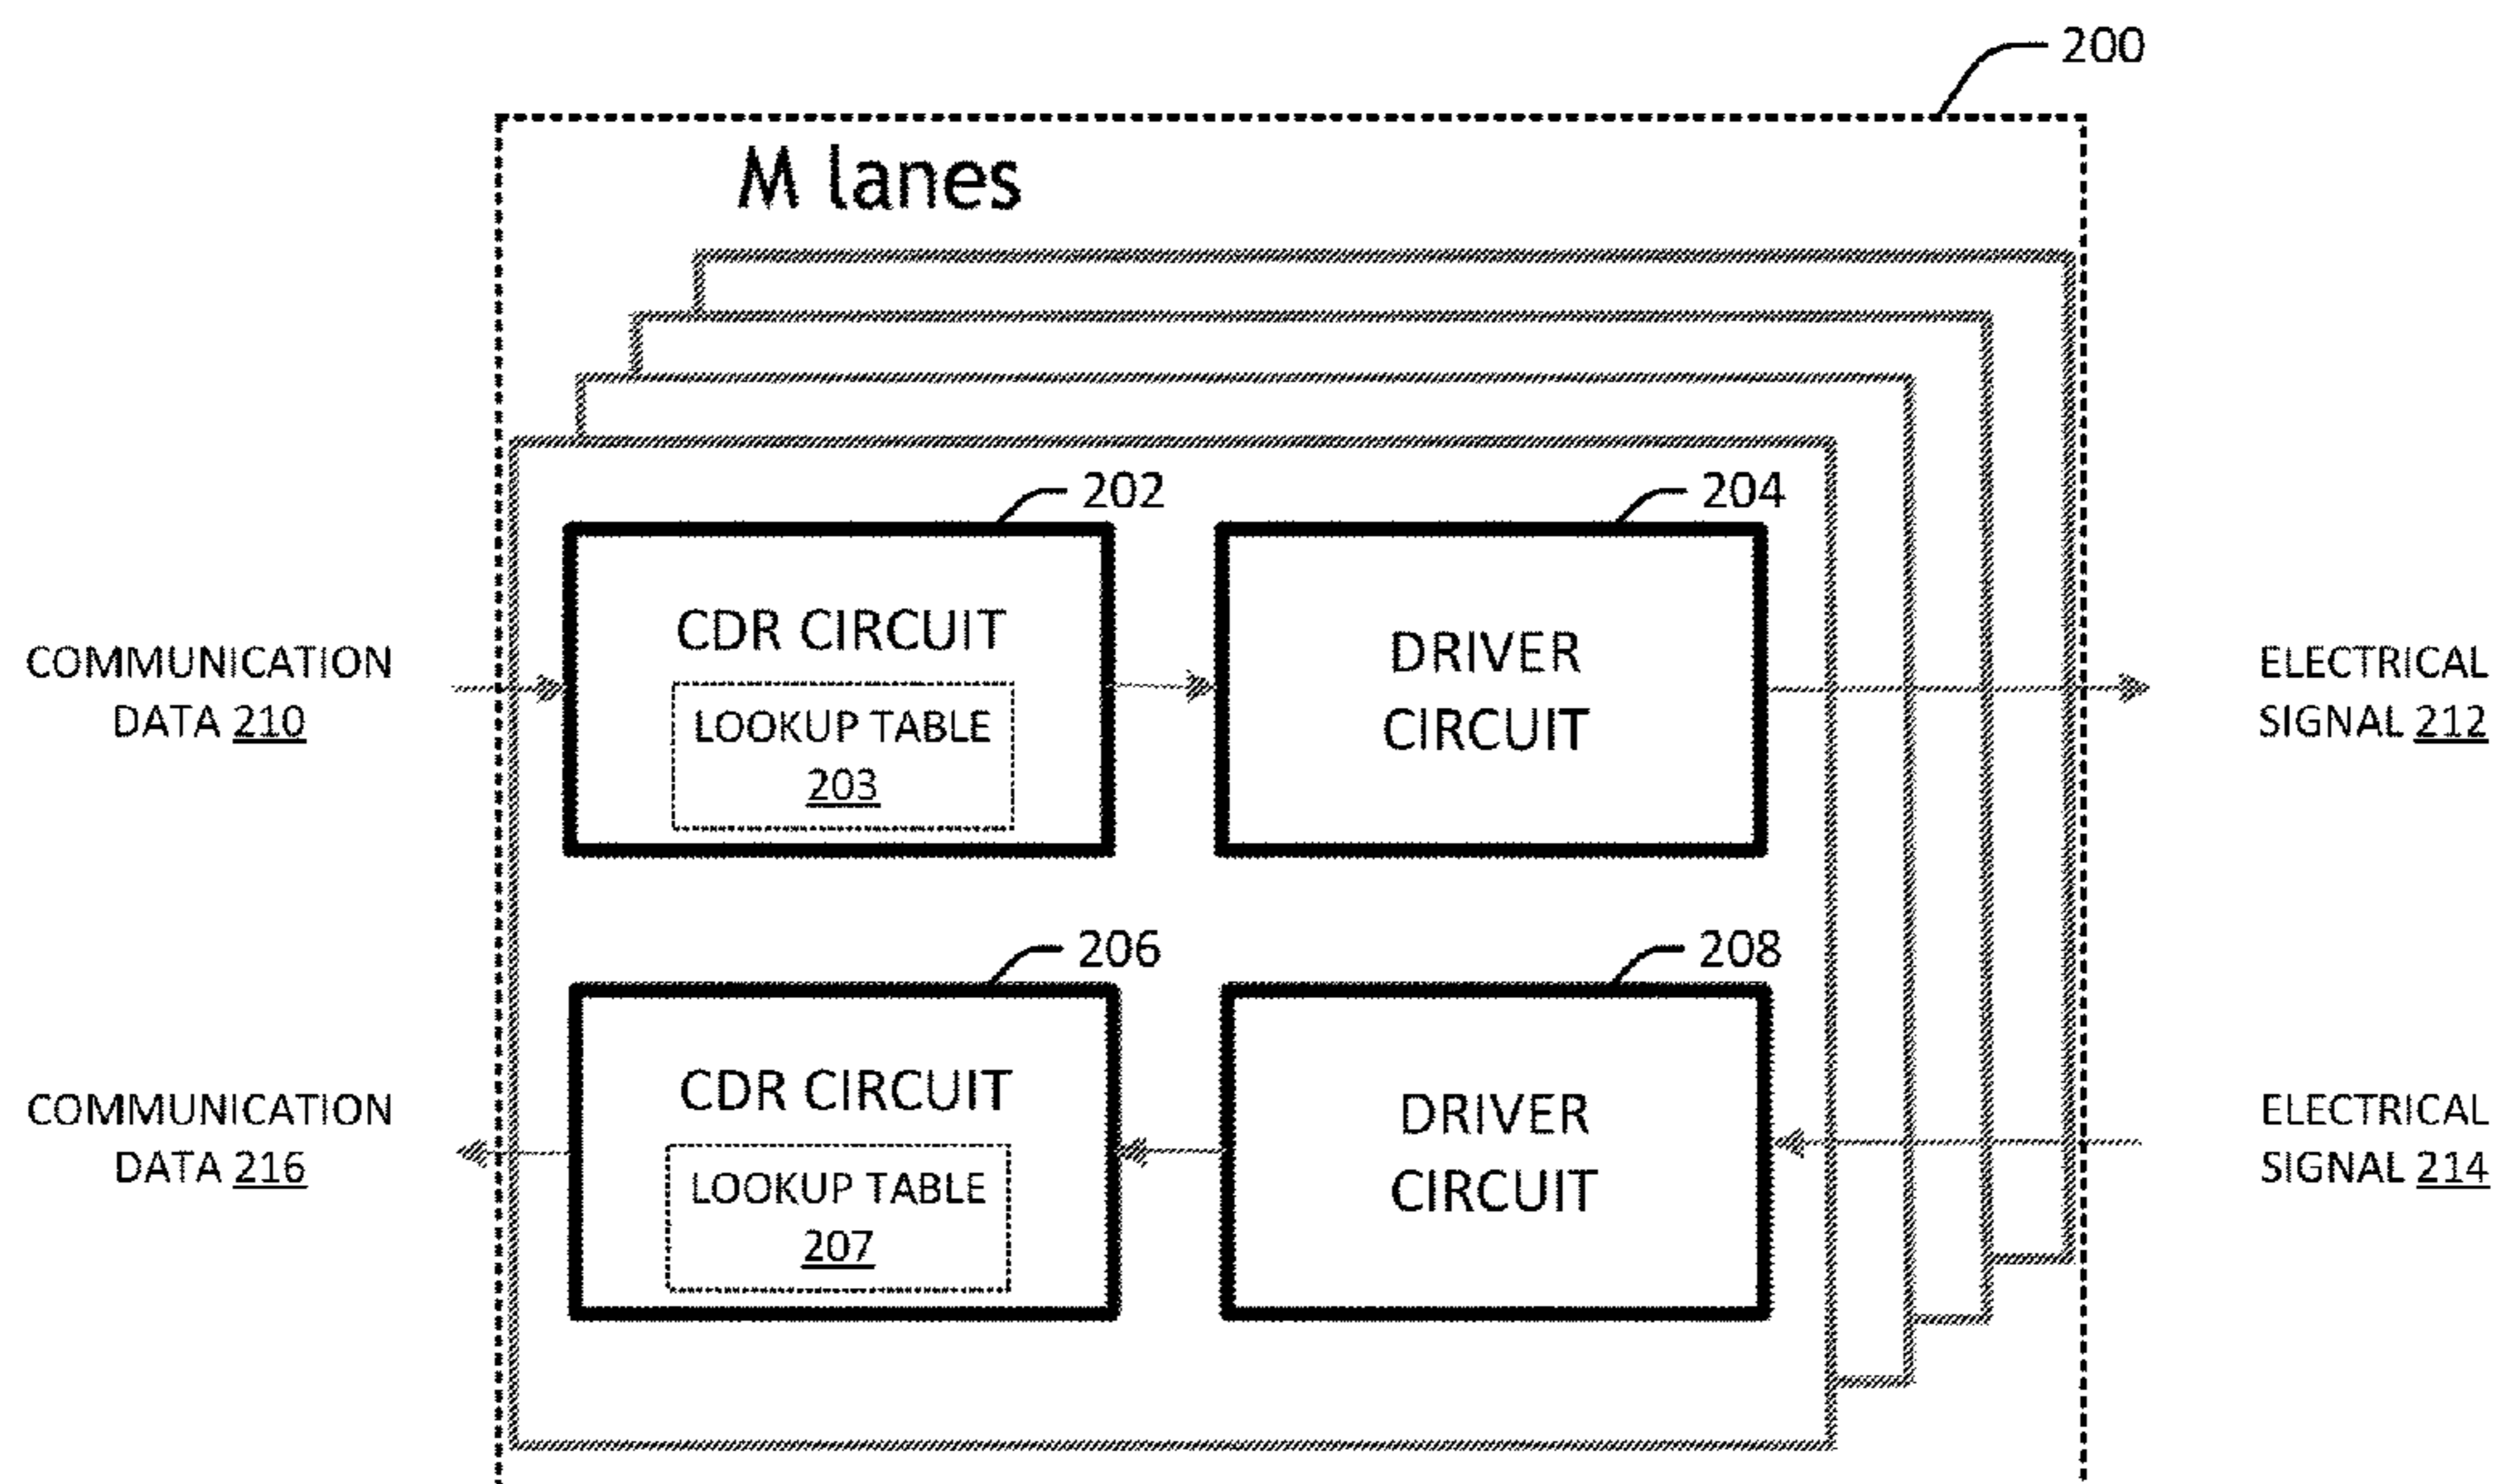 200
M lanes
202
204
COMMUNICATION
DATA 210
CDR CIRCUIT
LOOKUP TABLE
203
DRIVER
CIRCUIT
ELECTRICAL
SIGNAL 212
206
208
COMMUNICATION
DATA 216
CDR CIRCUIT
LOOKUP TABLE
207
DRIVER
CIRCUIT
ELECTRICAL
SIGNAL 214